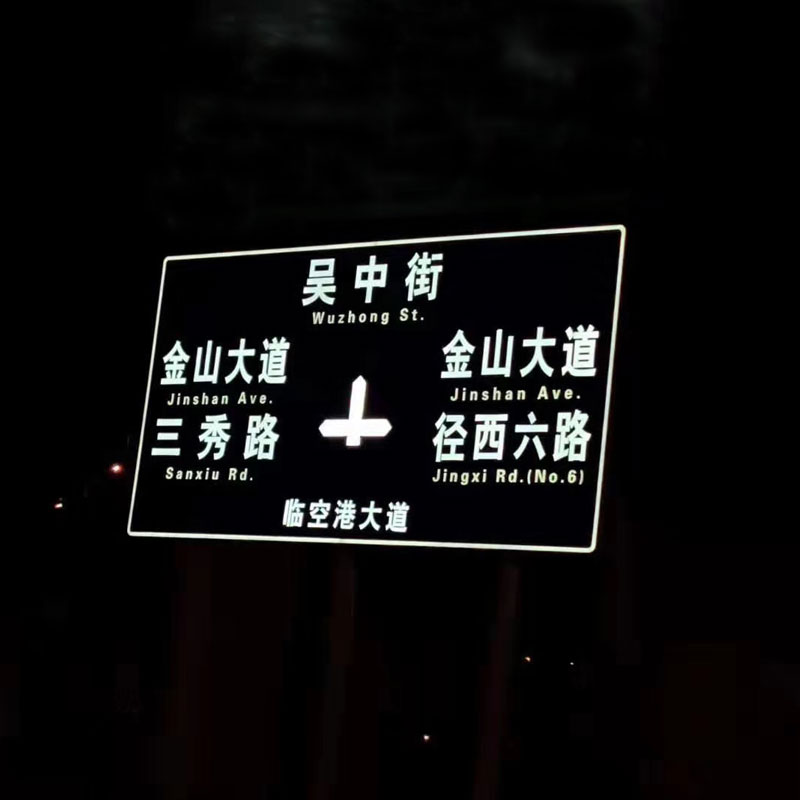 吴中街
Wuzhong St.
金山大道
Jinshan Ave.
三秀路
Sanxiu Rd.
金山大道
Jinshan Ave.
径西六路
Jingxi Rd.(No.6)
临空港大道